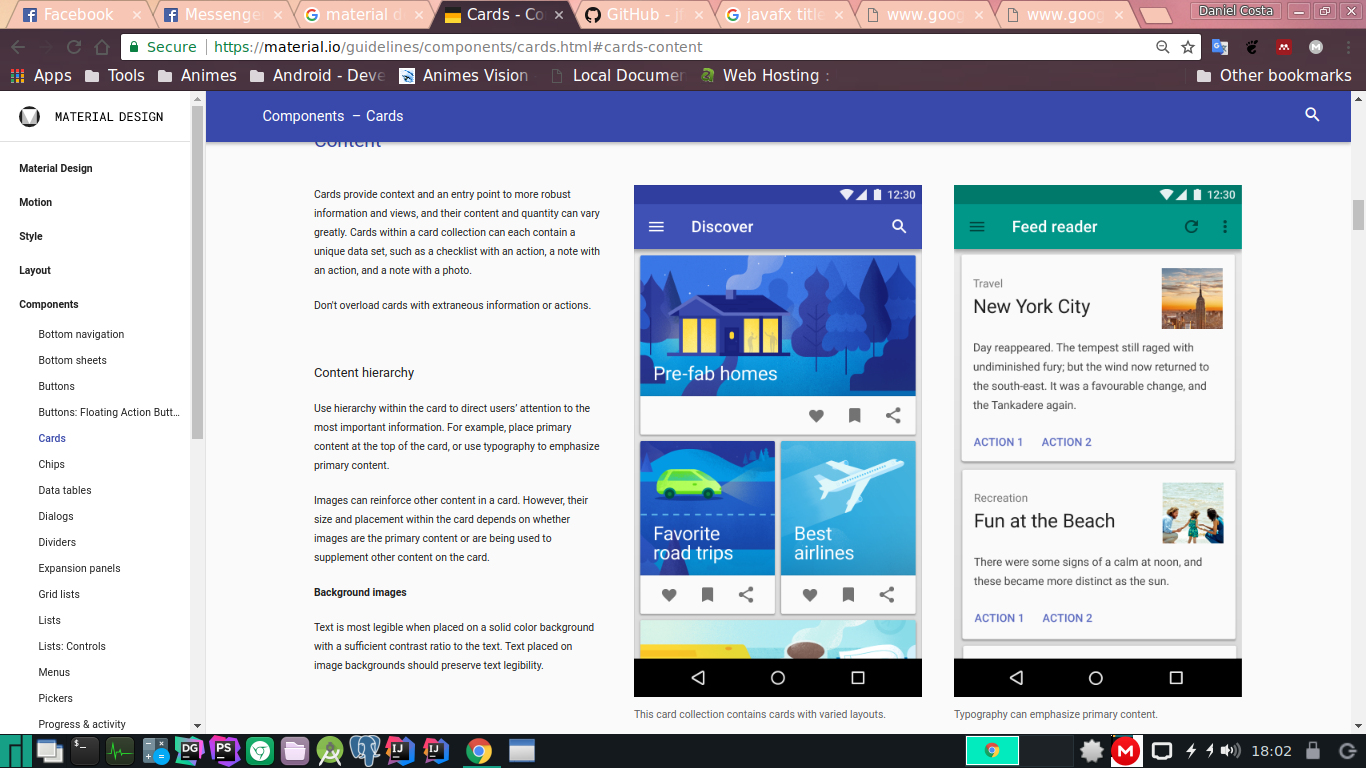 Facebook
Messenge
material d
Cards - Co
GitHub - jf
javafx title
www.goog
www.goog
Daniel Costa
Secure
https://material.io/guidelines/components/cards.html#cards-content
Apps
Tools
Animes
Android - Deve
Animes Vision
Local Documen
Web Hosting :
Other bookmarks
MATERIAL DESIGN
Components – Cards
Material Design
Motion
Style
Layout
Components
Bottom navigation
Bottom sheets
Buttons
Buttons: Floating Action Butt...
Cards
Chips
Data tables
Dialogs
Dividers
Expansion panels
Grid lists
Lists
Lists: Controls
Menus
Pickers
Progress & activity
Content
Cards provide context and an entry point to more robust
information and views, and their content and quantity can vary
greatly. Cards within a card collection can each contain a
unique data set, such as a checklist with an action, a note with
an action, and a note with a photo.
Don't overload cards with extraneous information or actions.
Content hierarchy
Use hierarchy within the card to direct users’ attention to the
most important information. For example, place primary
content at the top of the card, or use typography to emphasize
primary content.
Images can reinforce other content in a card. However, their
size and placement within the card depends on whether
images are the primary content or are being used to
supplement other content on the card.
Background images
Text is most legible when placed on a solid color background
with a sufficient contrast ratio to the text. Text placed on
image backgrounds should preserve text legibility.
12:30
Discover
Pre-fab homes
Favorite
road trips
Best
airlines
This card collection contains cards with varied layouts.
12:30
Feed reader
Travel
New York City
Day reappeared. The tempest still raged with
undiminished fury; but the wind now returned to
the south-east. It was a favourable change, and
the Tankadere again.
ACTION 1 ACTION 2
Recreation
Fun at the Beach
There were some signs of a calm at noon, and
these became more distinct as the sun.
ACTION 1 ACTION 2
Typography can emphasize primary content.
DG
PS
IJ
IJ
M
18:02